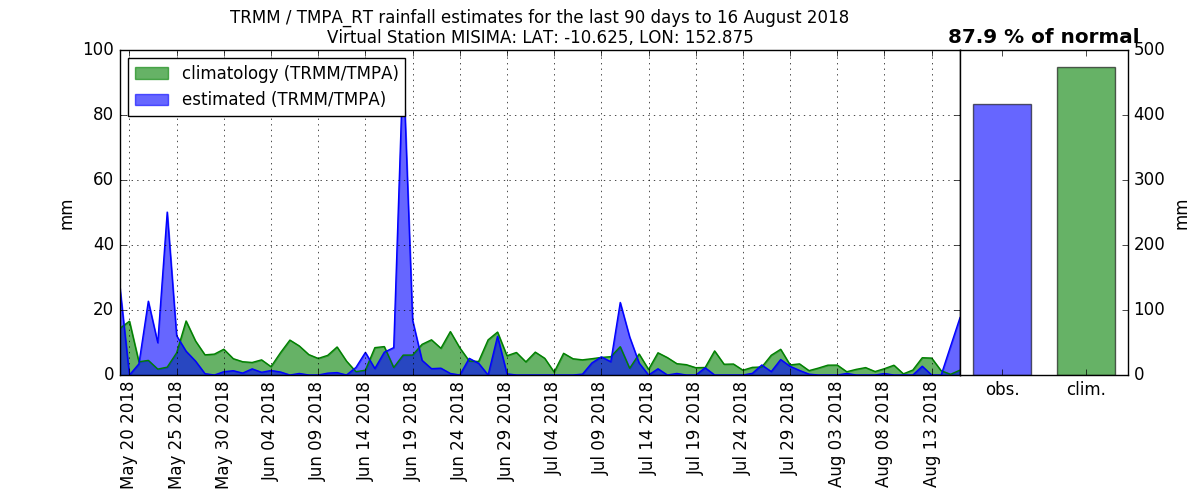 TRMM / TMPA_RT rainfall estimates for the last 90 days to 16 August 2018
Virtual Station MISIMA: LAT: -10.625, LON: 152.875
87.9 % of normal
climatology (TRMM/TMPA)
estimated (TRMM/TMPA)
100
80
60
40
20
0
mm
500
400
300
200
100
0
mm
May 20 2018
May 25 2018
May 30 2018
Jun 04 2018
Jun 09 2018
Jun 14 2018
Jun 19 2018
Jun 24 2018
Jun 29 2018
Jul 04 2018
Jul 09 2018
Jul 14 2018
Jul 19 2018
Jul 24 2018
Jul 29 2018
Aug 03 2018
Aug 08 2018
Aug 13 2018
obs.
clim.